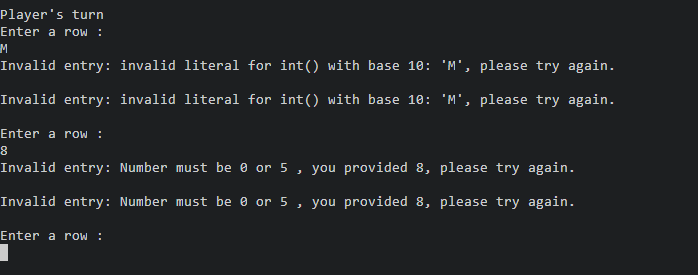 Player's turn
Enter a row :
M
Invalid entry: invalid literal for int() with base 10: 'M', please try again.
Invalid entry: invalid literal for int() with base 10: 'M', please try again.
Enter a row :
8
Invalid entry: Number must be 0 or 5 , you provided 8, please try again.
Invalid entry: Number must be 0 or 5 , you provided 8, please try again.
Enter a row :